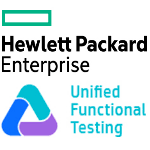 Hewlett Packard
Enterprise
Unified
Functional
Testing